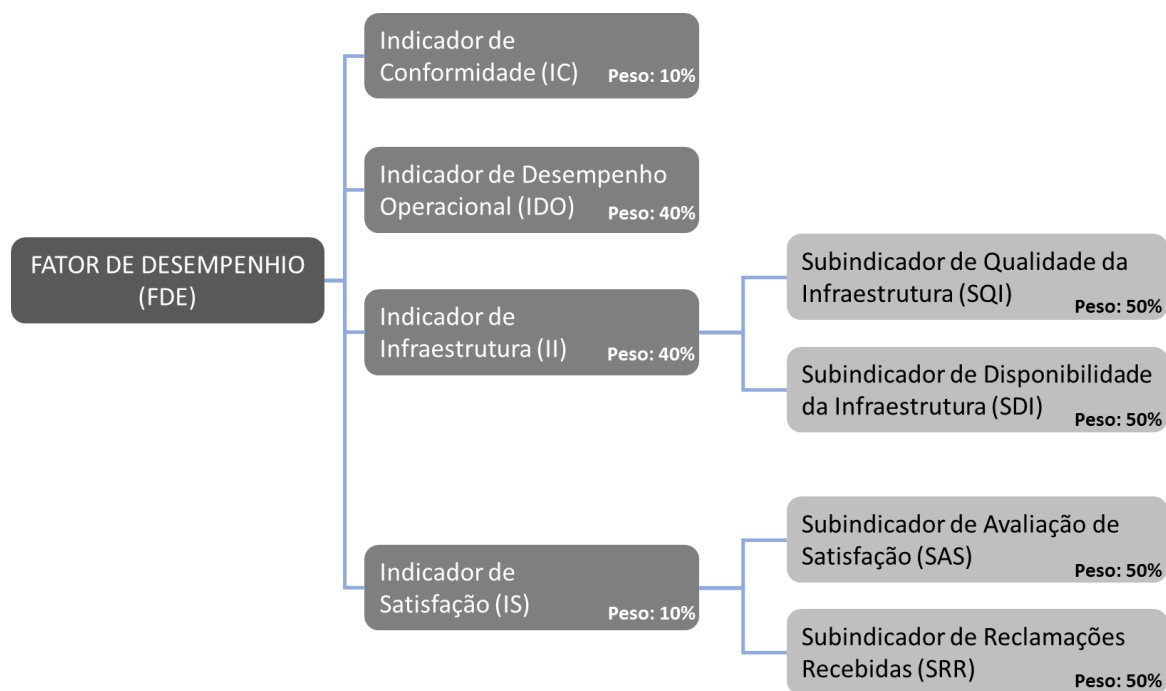 Indicador de
Conformidade (IC)
Peso: 10%
Indicador de Desempenho
Operacional (IDO)
Peso: 40%
FATOR DE DESEMPENHIO
(FDE)
Indicador de
Infraestrutura (II)
Peso: 40%
Subindicador de Qualidade da
Infraestrutura (SQI)
Peso: 50%
Subindicador de Disponibilidade
da Infraestrutura (SDI)
Peso: 50%
Indicador de
Satisfação (IS)
Peso: 10%
Subindicador de Avaliação de
Satisfação (SAS)
Peso: 50%
Subindicador de Reclamações
Recebidas (SRR)
Peso: 50%